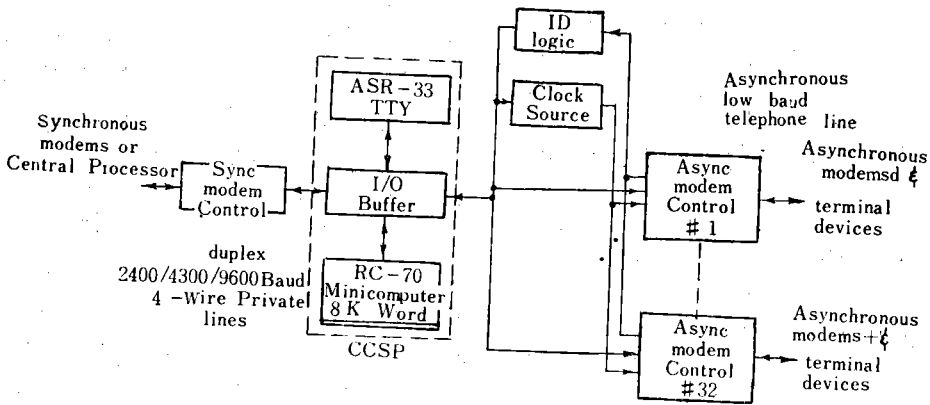 ID
logic
ASR-33
TTY
Clock
Source
Asynchronous
low baud
telephone line
Synchronous
modems or
Central Processor
Sync
modem
Control
I/O
Buffer
Async
modem
Control
#1
Asynchronous
modemsd &
terminal
devices
duplex
2400/4300/9600Baud
4 -Wire Private
lines
RC-70
Minicomputer
8K Word
CCSP
Async
modem
Control
#32
Asynchronous
modems+&
terminal
devices